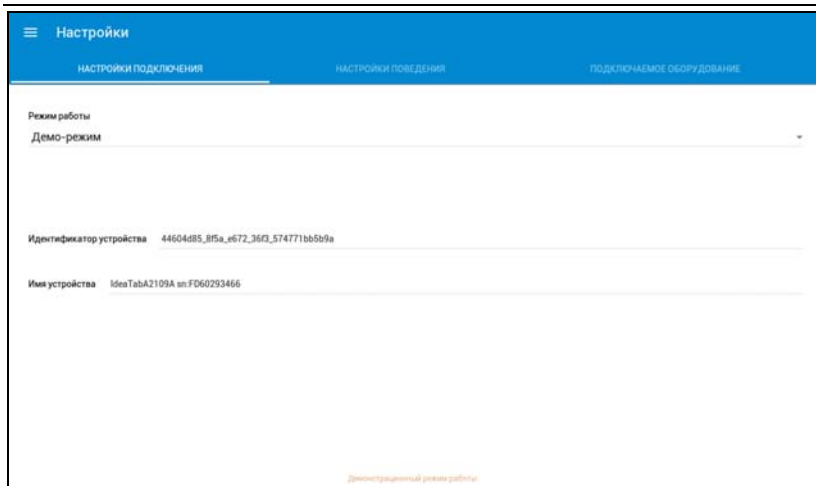 Настройки
НАСТРОЙКИ ПОДКЛЮЧЕНИЯ НАСТРОЙКИ ПОВЕДЕНИЯ ПОДКЛЮЧАЕМОЕ ОБОРУДОВАНИЕ
Режим работы
Демо-режим
Идентификатор устройства 44604d85_8f5a_e672_36f3_574771bb5b9a
Имя устройства IdeaTabA2109A sn:FD60293466
Демонстрационный режим работы